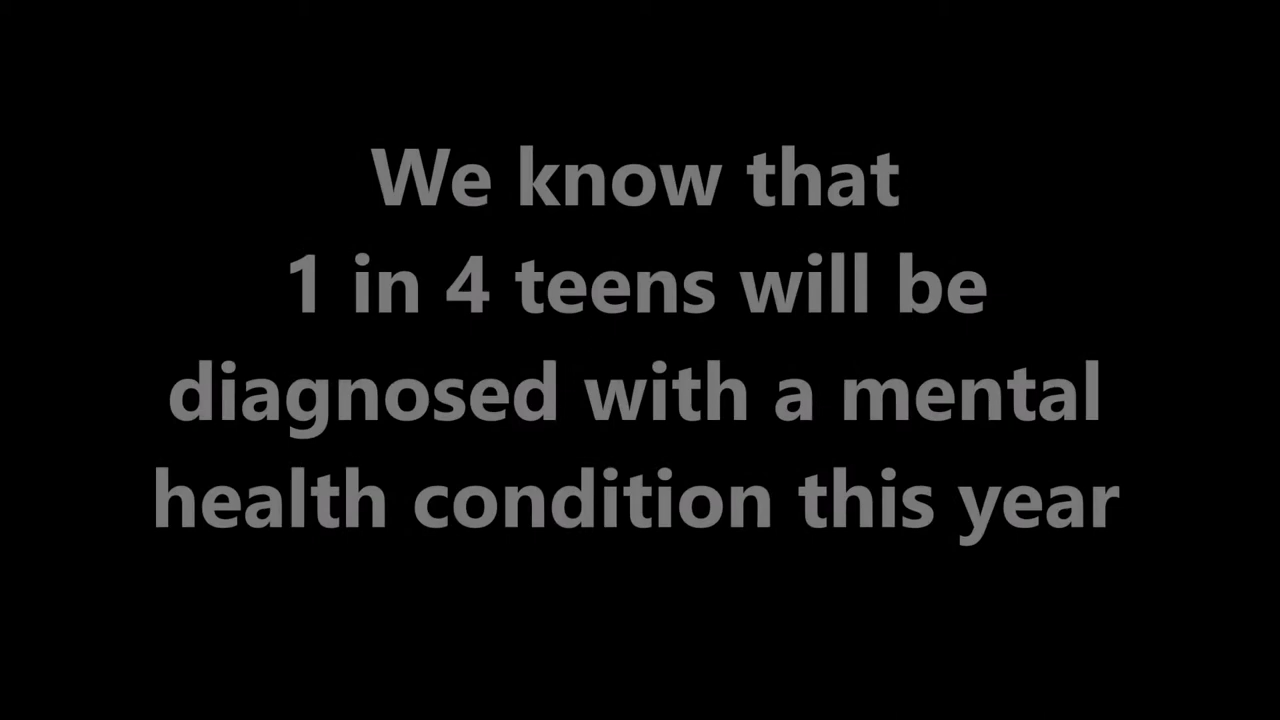 We know that
1 in 4 teens will be
diagnosed with a mental
health condition this year